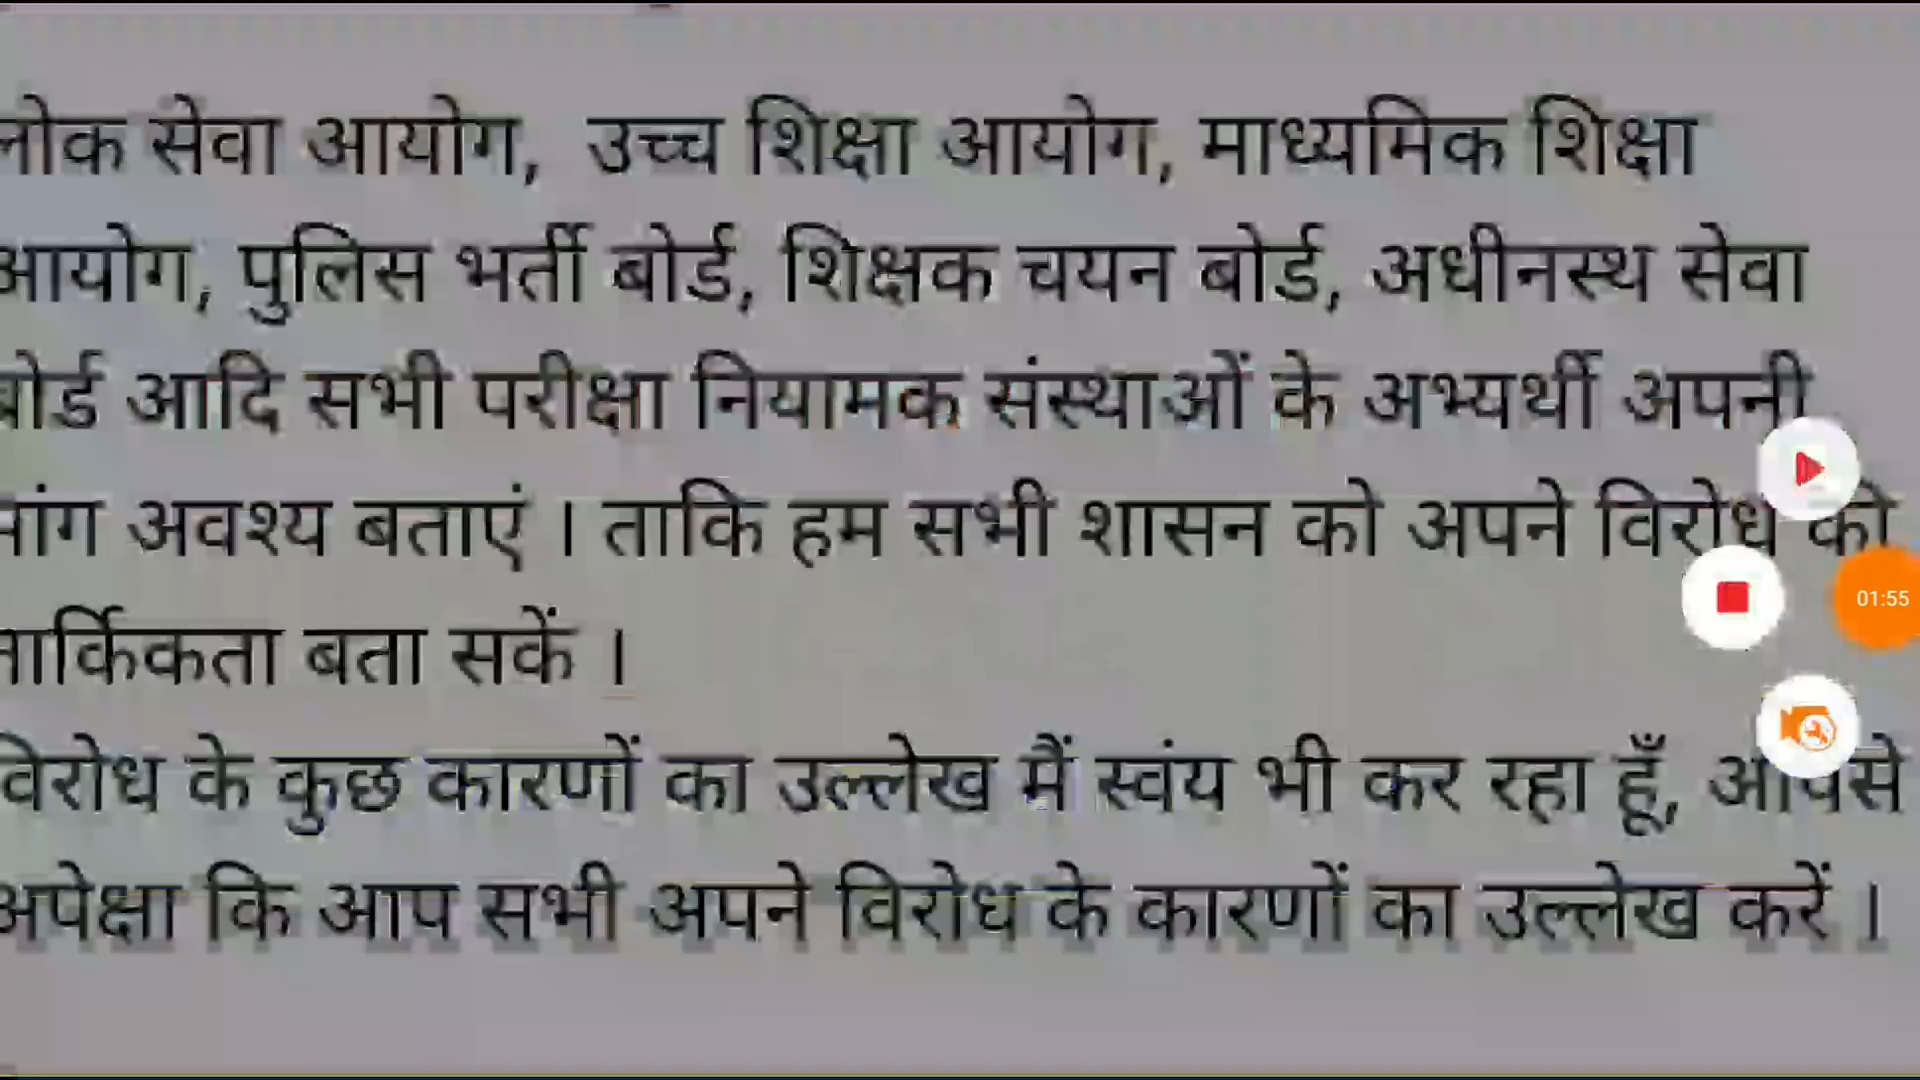 लोक सेवा आयोग, उच्च शिक्षा आयोग, माध्यमिक शिक्षा
आयोग, पुलिस भर्ती बोर्ड, शिक्षक चयन बोर्ड, अधीनस्थ सेवा
बोर्ड आदि सभी परीक्षा नियामक संस्थाओं के अभ्यर्थी अपनी
मांग अवश्य बताएं । ताकि हम सभी शासन को अपने विरोध की
01:55
तार्किकता बता सकें ।
विरोध के कुछ कारणों का उल्लेख मैं स्वंय भी कर रहा हूँ, आपसे
अपेक्षा कि आप सभी अपने विरोध के कारणों का उल्लेख करें ।